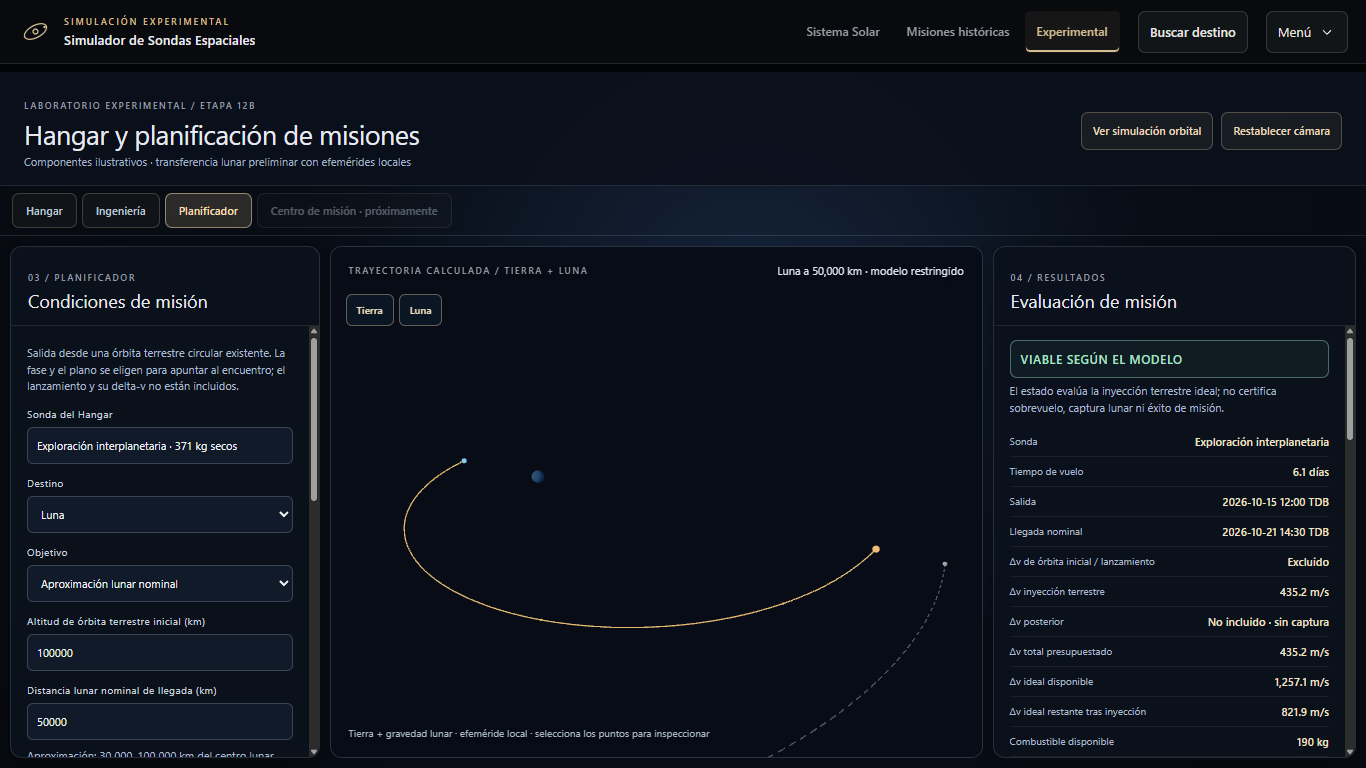 SIMULACIÓN EXPERIMENTAL
Simulador de Sondas Espaciales
Sistema Solar
Misiones históricas
Experimental
Buscar destino
Menú
LABORATORIO EXPERIMENTAL / ETAPA 12B
Hangar y planificación de misiones
Componentes ilustrativos · transferencia lunar preliminar con efemérides locales
Ver simulación orbital
Restablecer cámara
Hangar
Ingeniería
Planificador
Centro de misión · próximamente
03 / PLANIFICADOR
Condiciones de misión
Salida desde una órbita terrestre circular existente. La
fase y el plano se eligen para apuntar al encuentro; el
lanzamiento y su delta-v no están incluidos.
Sonda del Hangar
Exploración interplanetaria · 371 kg secos
Destino
Luna
Objetivo
Aproximación lunar nominal
Altitud de órbita terrestre inicial (km)
100000
Distancia lunar nominal de llegada (km)
50000
Aproximación: 30.000–100.000 km del centro lunar
TRAYECTORIA CALCULADA / TIERRA + LUNA
Luna a 50,000 km · modelo restringido
Tierra
Luna
Tierra + gravedad lunar · efeméride local · selecciona los puntos para inspeccionar
04 / RESULTADOS
Evaluación de misión
VIABLE SEGÚN EL MODELO
El estado evalúa la inyección terrestre ideal; no certifica
sobrevuelo, captura lunar ni éxito de misión.
Sonda Exploración interplanetaria
Tiempo de vuelo 6.1 días
Salida 2026-10-15 12:00 TDB
Llegada nominal 2026-10-21 14:30 TDB
Δv de órbita inicial / lanzamiento Excluido
Δv inyección terrestre 435.2 m/s
Δv posterior No incluido · sin captura
Δv total presupuestado 435.2 m/s
Δv ideal disponible 1,257.1 m/s
Δv ideal restante tras inyección 821.9 m/s
Combustible disponible 190 kg